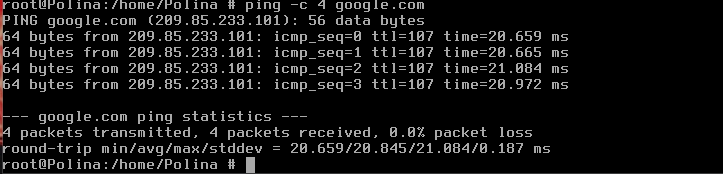 root@Polina:/home/Polina # ping -c 4 google.com
PING google.com (209.85.233.101): 56 data bytes
64 bytes from 209.85.233.101: icmp_seq=0 ttl=107 time=20.659 ms
64 bytes from 209.85.233.101: icmp_seq=1 ttl=107 time=20.665 ms
64 bytes from 209.85.233.101: icmp_seq=2 ttl=107 time=21.084 ms
64 bytes from 209.85.233.101: icmp_seq=3 ttl=107 time=20.972 ms
--- google.com ping statistics ---
4 packets transmitted, 4 packets received, 0.0% packet loss
round-trip min/avg/max/stddev = 20.659/20.845/21.084/0.187 ms
root@Polina:/home/Polina #